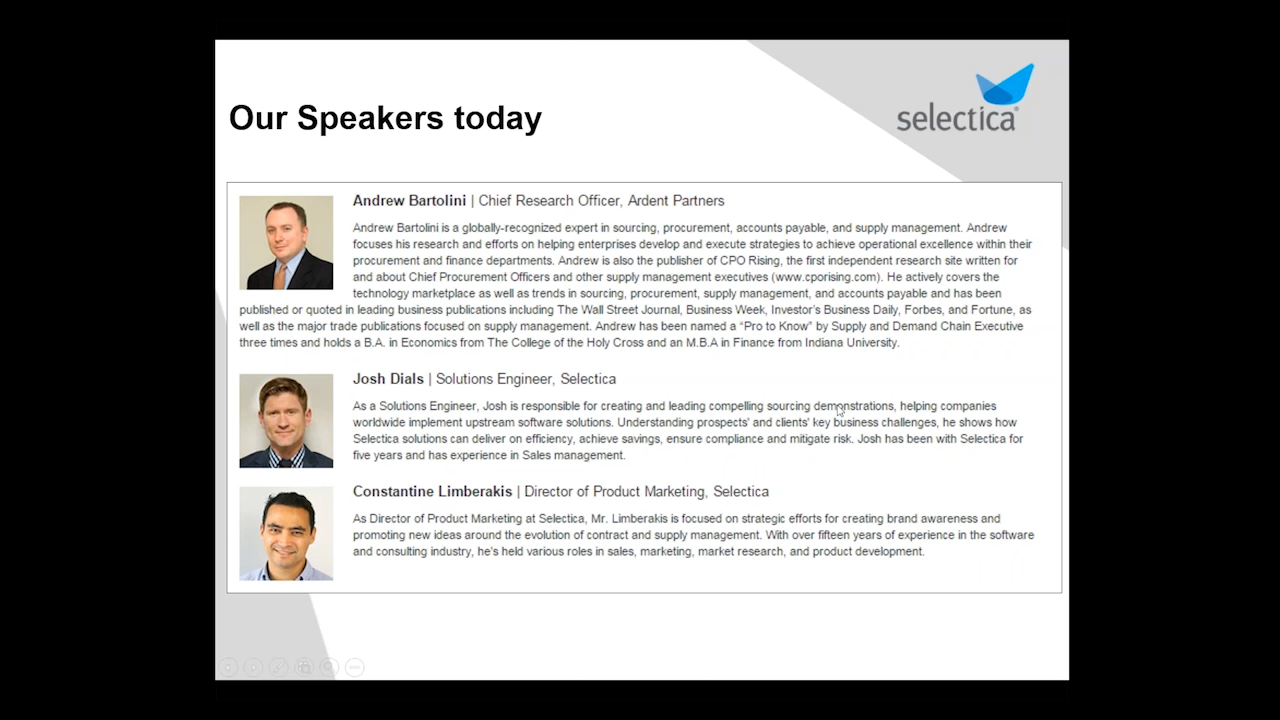 selectica®
Our Speakers today
Andrew Bartolini | Chief Research Officer, Ardent Partners
Andrew Bartolini is a globally-recognized expert in sourcing, procurement, accounts payable, and supply management. Andrew
focuses his research and efforts on helping enterprises develop and execute strategies to achieve operational excellence within their
procurement and finance departments. Andrew is also the publisher of CPO Rising, the first independent research site written for
and about Chief Procurement Officers and other supply management executives (www.cporising.com). He actively covers the
technology marketplace as well as trends in sourcing, procurement, supply management, and accounts payable and has been
published or quoted in leading business publications including The Wall Street Journal, Business Week, Investor's Business Daily, Forbes, and Fortune, as
well as the major trade publications focused on supply management. Andrew has been named a “Pro to Know” by Supply and Demand Chain Executive
three times and holds a B.A. in Economics from The College of the Holy Cross and an M.B.A in Finance from Indiana University.
Josh Dials | Solutions Engineer, Selectica
As a Solutions Engineer, Josh is responsible for creating and leading compelling sourcing demonstrations, helping companies
worldwide implement upstream software solutions. Understanding prospects' and clients' key business challenges, he shows how
Selectica solutions can deliver on efficiency, achieve savings, ensure compliance and mitigate risk. Josh has been with Selectica for
five years and has experience in Sales management.
Constantine Limberakis | Director of Product Marketing, Selectica
As Director of Product Marketing at Selectica, Mr. Limberakis is focused on strategic efforts for creating brand awareness and
promoting new ideas around the evolution of contract and supply management. With over fifteen years of experience in the software
and consulting industry, he's held various roles in sales, marketing, market research, and product development.